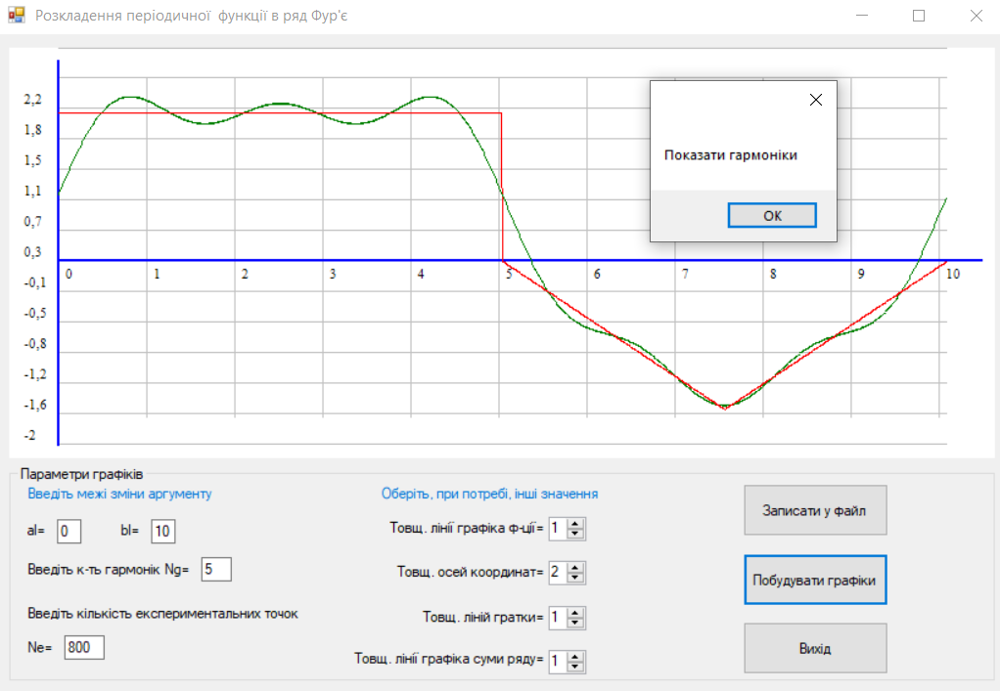 Розкладення періодичної функції в ряд Фур'є
2,2
1,8
1,5
1,1
0,7
0,3
-0,1
-0,5
-0,8
-1,2
-1,6
-2
0 1 2 3 4 5 6 7 8 9 10
Показати гармоніки
OK
Параметри графіків
Введіть межі зміни аргументу
al= 0 bl= 10
Введіть к-ть гармонік Ng= 5
Введіть кількість експериментальних точок
Ne= 800
Оберіть, при потребі, інші значення
Товщ. лінії графіка ф-ції= 1
Товщ. осей координат= 2
Товщ. ліній гратки= 1
Товщ. лінії графіка суми ряду= 1
Записати у файл
Побудувати графіки
Вихід